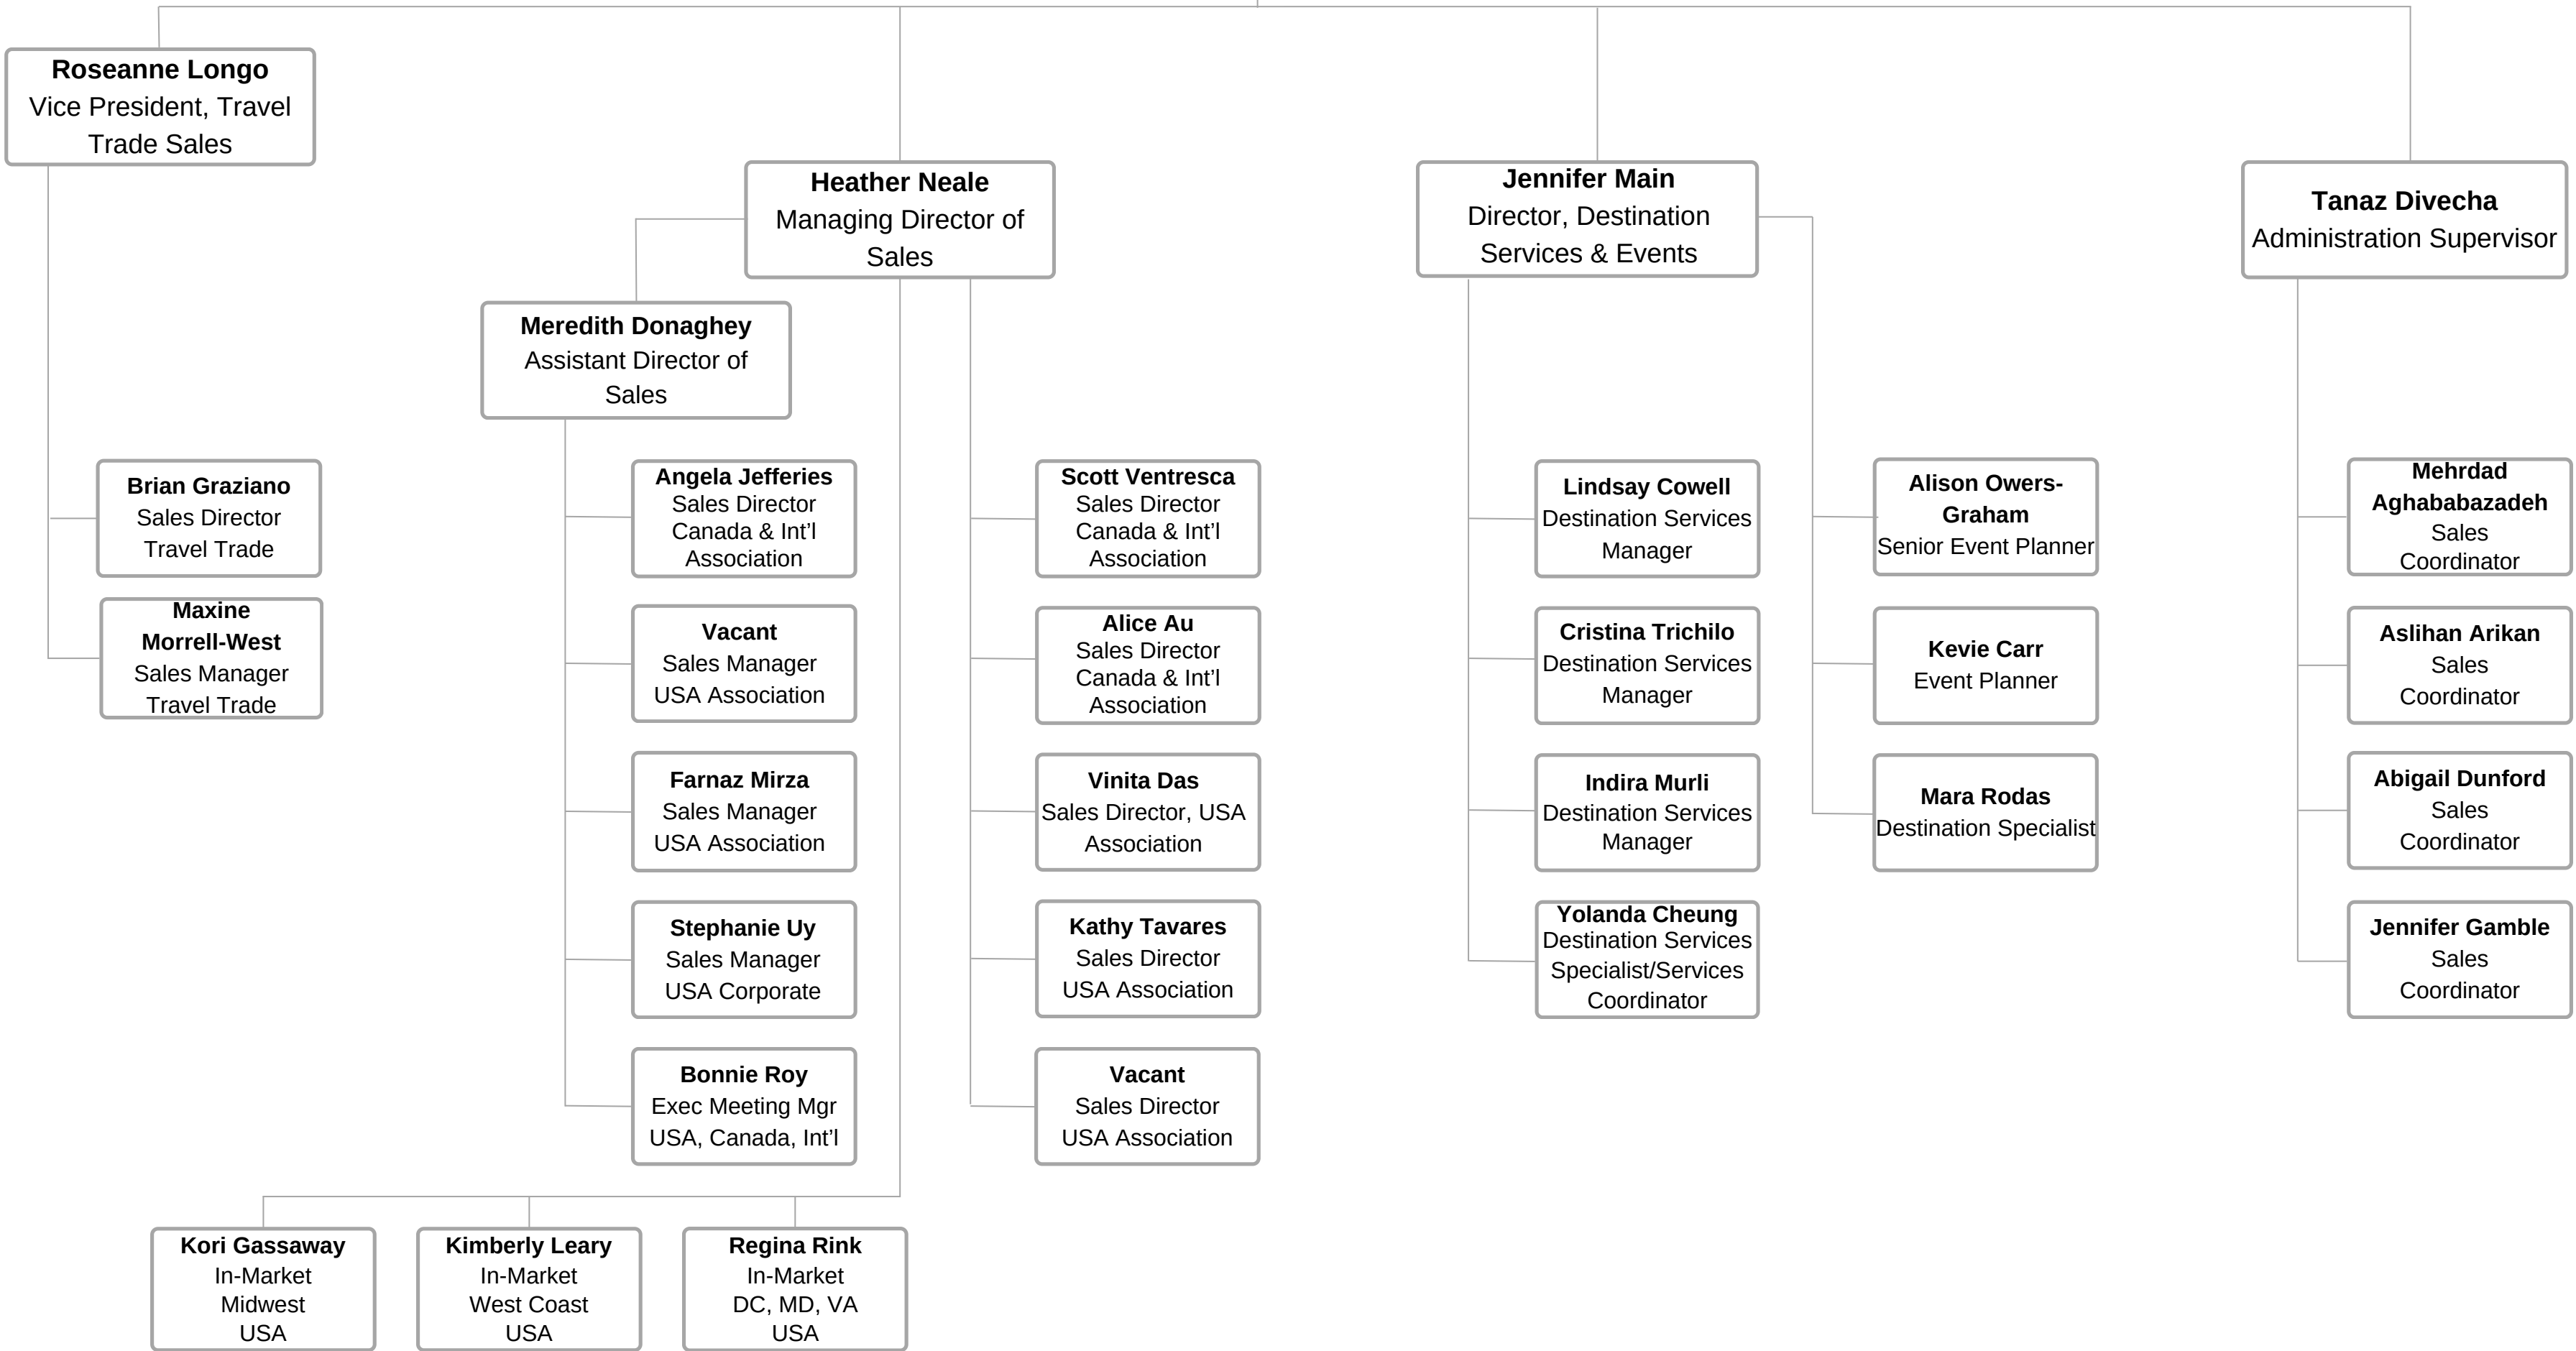 Roseanne Longo
Vice President, Travel
Trade Sales
Heather Neale
Managing Director of
Sales
Jennifer Main
Director, Destination
Services & Events
Tanaz Divecha
Administration Supervisor
Meredith Donaghey
Assistant Director of
Sales
Brian Graziano
Sales Director
Travel Trade
Maxine
Morrell-West
Sales Manager
Travel Trade
Angela Jefferies
Sales Director
Canada & Int’l
Association
Vacant
Sales Manager
USA Association
Farnaz Mirza
Sales Manager
USA Association
Stephanie Uy
Sales Manager
USA Corporate
Bonnie Roy
Exec Meeting Mgr
USA, Canada, Int’l
Scott Ventresca
Sales Director
Canada & Int’l
Association
Alice Au
Sales Director
Canada & Int’l
Association
Vinita Das
Sales Director, USA
Association
Kathy Tavares
Sales Director
USA Association
Vacant
Sales Director
USA Association
Lindsay Cowell
Destination Services
Manager
Cristina Trichilo
Destination Services
Manager
Indira Murli
Destination Services
Manager
Yolanda Cheung
Destination Services
Specialist/Services
Coordinator
Alison Owers-
Graham
Senior Event Planner
Kevie Carr
Event Planner
Mara Rodas
Destination Specialist
Mehrdad
Aghababazadeh
Sales
Coordinator
Aslihan Arikan
Sales
Coordinator
Abigail Dunford
Sales
Coordinator
Jennifer Gamble
Sales
Coordinator
Kori Gassaway
In-Market
Midwest
USA
Kimberly Leary
In-Market
West Coast
USA
Regina Rink
In-Market
DC, MD, VA
USA